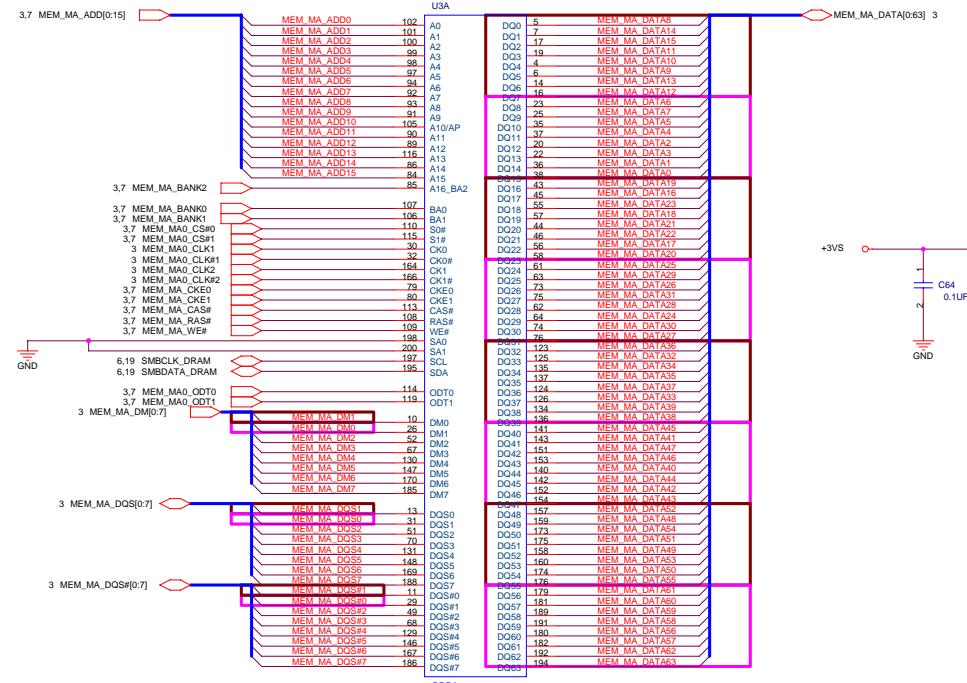 U3A
3,7 MEM_MA_ADD[0:15]
MEM_MA_DATA[0:63] 3
MEM_MA_ADD0 102 A0
MEM_MA_ADD1 101 A1
MEM_MA_ADD2 100 A2
MEM_MA_ADD3 99 A3
MEM_MA_ADD4 98 A4
MEM_MA_ADD5 97 A5
MEM_MA_ADD6 94 A6
MEM_MA_ADD7 92 A7
MEM_MA_ADD8 93 A8
MEM_MA_ADD9 91 A9
MEM_MA_ADD10 105 A10/AP
MEM_MA_ADD11 90 A11
MEM_MA_ADD12 89 A12
MEM_MA_ADD13 116 A13
MEM_MA_ADD14 86 A14
MEM_MA_ADD15 84 A15
3,7 MEM_MA_BANK2 85 A16_BA2
3,7 MEM_MA_BANK0 107 BA0
3,7 MEM_MA_BANK1 106 BA1
3,7 MEM_MA0_CS#0 110 S0#
3,7 MEM_MA0_CS#1 115 S1#
3 MEM_MA0_CLK1 30 CK0
3 MEM_MA0_CLK#1 32 CK0#
3 MEM_MA0_CLK2 164 CK1
3 MEM_MA0_CLK#2 166 CK1#
3,7 MEM_MA_CKE0 79 CKE0
3,7 MEM_MA_CKE1 80 CKE1
3,7 MEM_MA_CAS# 113 CAS#
3,7 MEM_MA_RAS# 108 RAS#
3,7 MEM_MA_WE# 109 WE#
198 SA0
200 SA1
GND
6,19 SMBCLK_DRAM 197 SCL
6,19 SMBDATA_DRAM 195 SDA
3,7 MEM_MA0_ODT0 114 ODT0
3,7 MEM_MA0_ODT1 119 ODT1
3 MEM_MA_DM[0:7]
MEM_MA_DM1 10 DM0
MEM_MA_DM0 26 DM1
MEM_MA_DM2 52 DM2
MEM_MA_DM3 67 DM3
MEM_MA_DM4 130 DM4
MEM_MA_DM5 147 DM5
MEM_MA_DM6 170 DM6
MEM_MA_DM7 185 DM7
3 MEM_MA_DQS[0:7]
MEM_MA_DQS1 13 DQS0
MEM_MA_DQS0 31 DQS1
MEM_MA_DQS2 51 DQS2
MEM_MA_DQS3 70 DQS3
MEM_MA_DQS4 131 DQS4
MEM_MA_DQS5 148 DQS5
MEM_MA_DQS6 169 DQS6
MEM_MA_DQS7 188 DQS7
3 MEM_MA_DQS#[0:7]
MEM_MA_DQS#1 11 DQS#0
MEM_MA_DQS#0 29 DQS#1
MEM_MA_DQS#2 49 DQS#2
MEM_MA_DQS#3 68 DQS#3
MEM_MA_DQS#4 129 DQS#4
MEM_MA_DQS#5 146 DQS#5
MEM_MA_DQS#6 167 DQS#6
MEM_MA_DQS#7 186 DQS#7
DQ0 5 MEM_MA_DATA8
DQ1 7 MEM_MA_DATA14
DQ2 17 MEM_MA_DATA15
DQ3 19 MEM_MA_DATA11
DQ4 4 MEM_MA_DATA10
DQ5 6 MEM_MA_DATA9
DQ6 14 MEM_MA_DATA13
DQ7 16 MEM_MA_DATA12
DQ8 23 MEM_MA_DATA6
DQ9 25 MEM_MA_DATA7
DQ10 35 MEM_MA_DATA5
DQ11 37 MEM_MA_DATA4
DQ12 20 MEM_MA_DATA2
DQ13 22 MEM_MA_DATA3
DQ14 36 MEM_MA_DATA1
DQ15 38 MEM_MA_DATA0
DQ16 43 MEM_MA_DATA19
DQ17 45 MEM_MA_DATA16
DQ18 55 MEM_MA_DATA23
DQ19 57 MEM_MA_DATA18
DQ20 44 MEM_MA_DATA21
DQ21 46 MEM_MA_DATA22
DQ22 56 MEM_MA_DATA17
DQ23 58 MEM_MA_DATA20
DQ24 61 MEM_MA_DATA25
DQ25 63 MEM_MA_DATA29
DQ26 73 MEM_MA_DATA26
DQ27 75 MEM_MA_DATA31
DQ28 62 MEM_MA_DATA28
DQ29 64 MEM_MA_DATA24
DQ30 74 MEM_MA_DATA30
DQ31 76 MEM_MA_DATA27
DQ32 123 MEM_MA_DATA36
DQ33 125 MEM_MA_DATA32
DQ34 135 MEM_MA_DATA34
DQ35 137 MEM_MA_DATA35
DQ36 124 MEM_MA_DATA37
DQ37 126 MEM_MA_DATA33
DQ38 134 MEM_MA_DATA39
DQ39 136 MEM_MA_DATA38
DQ40 141 MEM_MA_DATA45
DQ41 143 MEM_MA_DATA41
DQ42 151 MEM_MA_DATA47
DQ43 153 MEM_MA_DATA46
DQ44 140 MEM_MA_DATA40
DQ45 142 MEM_MA_DATA44
DQ46 152 MEM_MA_DATA42
DQ47 154 MEM_MA_DATA43
DQ48 157 MEM_MA_DATA52
DQ49 159 MEM_MA_DATA48
DQ50 173 MEM_MA_DATA54
DQ51 175 MEM_MA_DATA51
DQ52 158 MEM_MA_DATA49
DQ53 160 MEM_MA_DATA53
DQ54 174 MEM_MA_DATA50
DQ55 176 MEM_MA_DATA55
DQ56 179 MEM_MA_DATA61
DQ57 181 MEM_MA_DATA60
DQ58 189 MEM_MA_DATA59
DQ59 191 MEM_MA_DATA58
DQ60 180 MEM_MA_DATA56
DQ61 182 MEM_MA_DATA57
DQ62 192 MEM_MA_DATA62
DQ63 194 MEM_MA_DATA63
+3VS
1
C64
0.1UF
2
GND